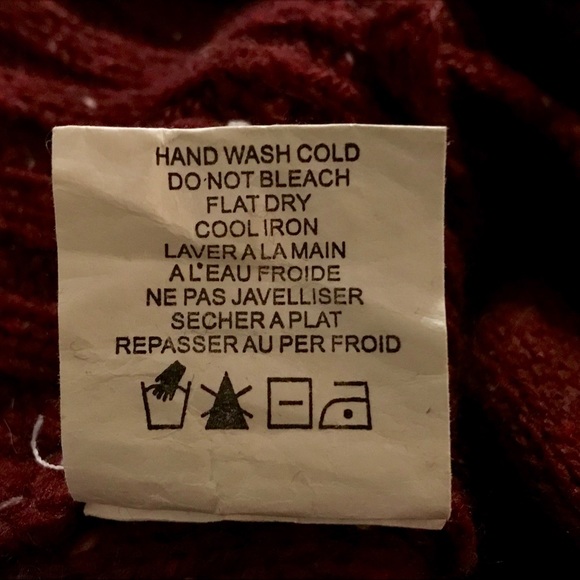 HAND WASH COLD
DO NOT BLEACH
FLAT DRY
COOL IRON
LAVER A LA MAIN
A L'EAU FROIDE
NE PAS JAVELLISER
SECHER A PLAT
REPASSER AU PER FROID